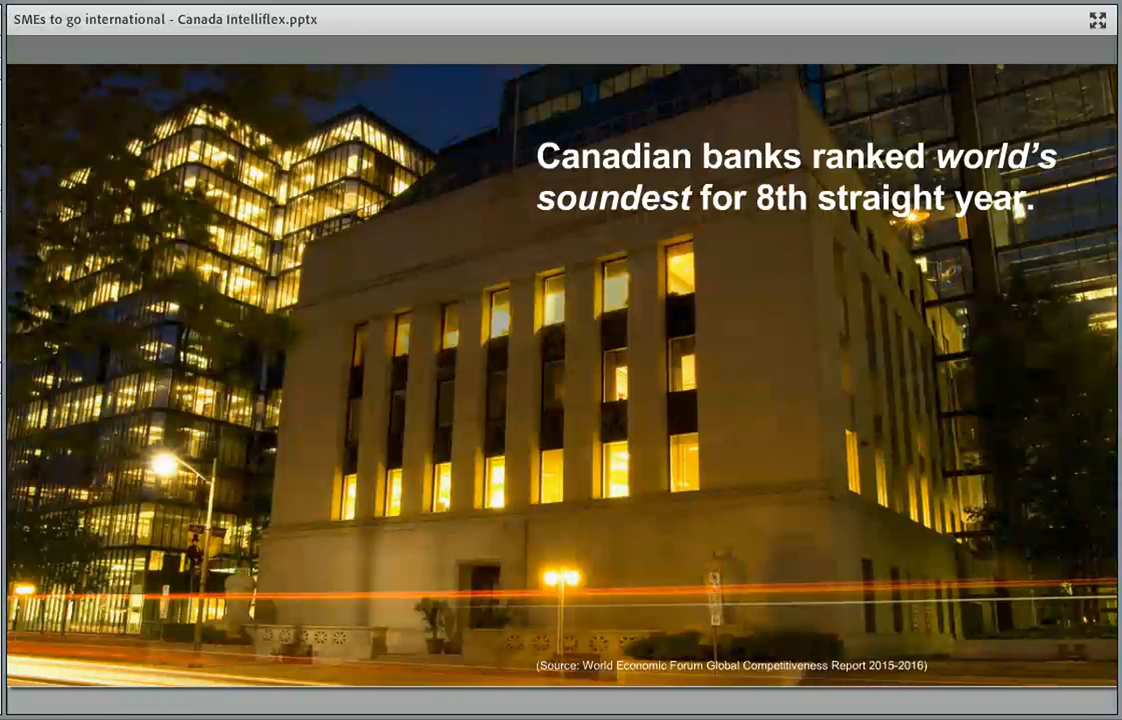 SMEs to go international - Canada Intelliflex.pptx
Canadian banks ranked world's
soundest for 8th straight year.
(Source: World Economic Forum Global Competitiveness Report 2015-2016)